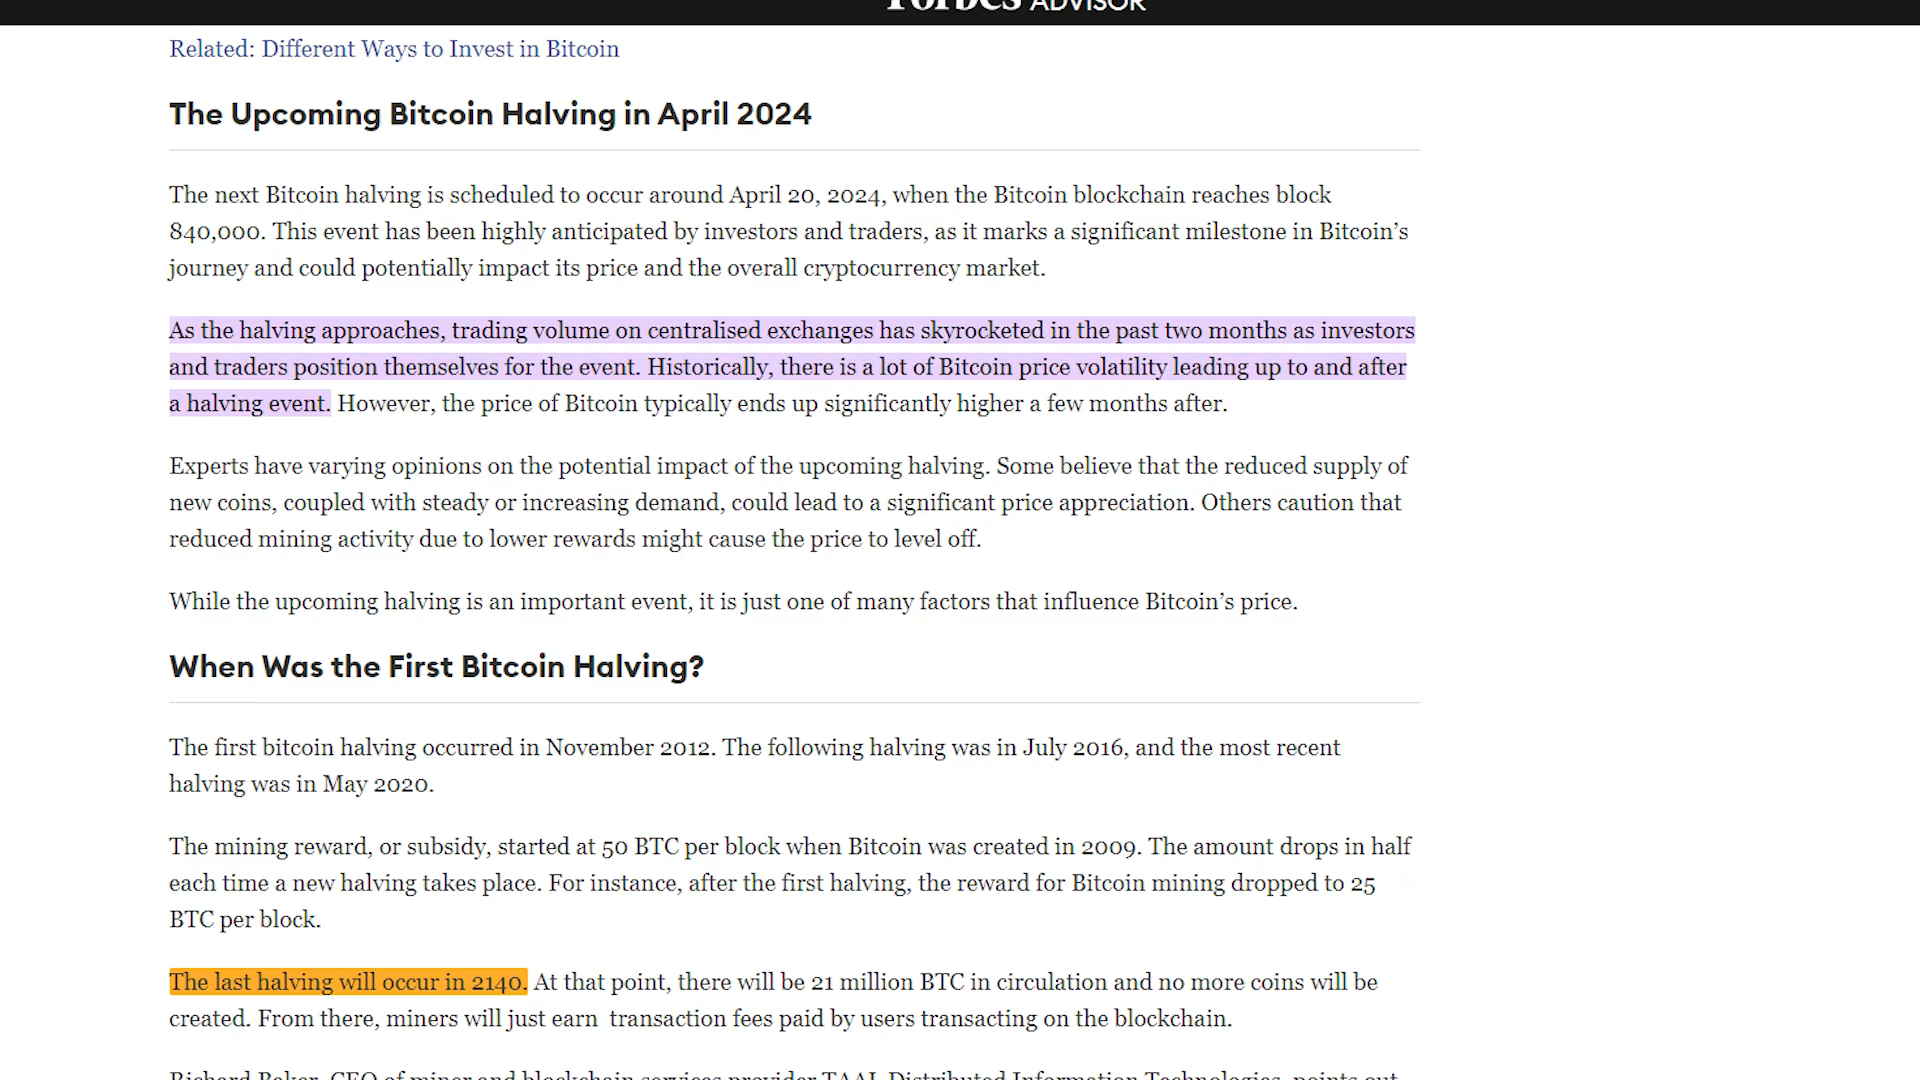 Forbes ADVISOR
Related: Different Ways to Invest in Bitcoin
The Upcoming Bitcoin Halving in April 2024
The next Bitcoin halving is scheduled to occur around April 20, 2024, when the Bitcoin blockchain reaches block
840,000. This event has been highly anticipated by investors and traders, as it marks a significant milestone in Bitcoin’s
journey and could potentially impact its price and the overall cryptocurrency market.
As the halving approaches, trading volume on centralised exchanges has skyrocketed in the past two months as investors
and traders position themselves for the event. Historically, there is a lot of Bitcoin price volatility leading up to and after
a halving event. However, the price of Bitcoin typically ends up significantly higher a few months after.
Experts have varying opinions on the potential impact of the upcoming halving. Some believe that the reduced supply of
new coins, coupled with steady or increasing demand, could lead to a significant price appreciation. Others caution that
reduced mining activity due to lower rewards might cause the price to level off.
While the upcoming halving is an important event, it is just one of many factors that influence Bitcoin’s price.
When Was the First Bitcoin Halving?
The first bitcoin halving occurred in November 2012. The following halving was in July 2016, and the most recent
halving was in May 2020.
The mining reward, or subsidy, started at 50 BTC per block when Bitcoin was created in 2009. The amount drops in half
each time a new halving takes place. For instance, after the first halving, the reward for Bitcoin mining dropped to 25
BTC per block.
The last halving will occur in 2140. At that point, there will be 21 million BTC in circulation and no more coins will be
created. From there, miners will just earn transaction fees paid by users transacting on the blockchain.
Richard Baker, CEO of miner and blockchain services provider TAAL Distributed Information Technologies, points out